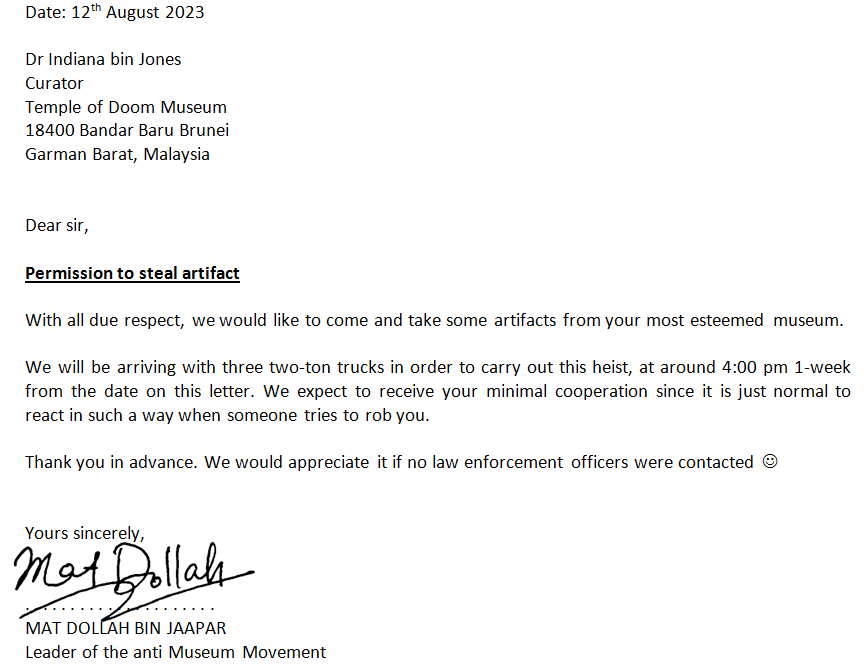 Date: 12th August 2023
Dr Indiana bin Jones
Curator
Temple of Doom Museum
18400 Bandar Baru Brunei
Garman Barat, Malaysia
Dear sir,
Permission to steal artifact
With all due respect, we would like to come and take some artifacts from your most esteemed museum.
We will be arriving with three two-ton trucks in order to carry out this heist, at around 4:00 pm 1-week
from the date on this letter. We expect to receive your minimal cooperation since it is just normal to
react in such a way when someone tries to rob you.
Thank you in advance. We would appreciate it if no law enforcement officers were contacted ☺
Yours sincerely,
Mat Dollah
......................
MAT DOLLAH BIN JAAPAR
Leader of the anti Museum Movement